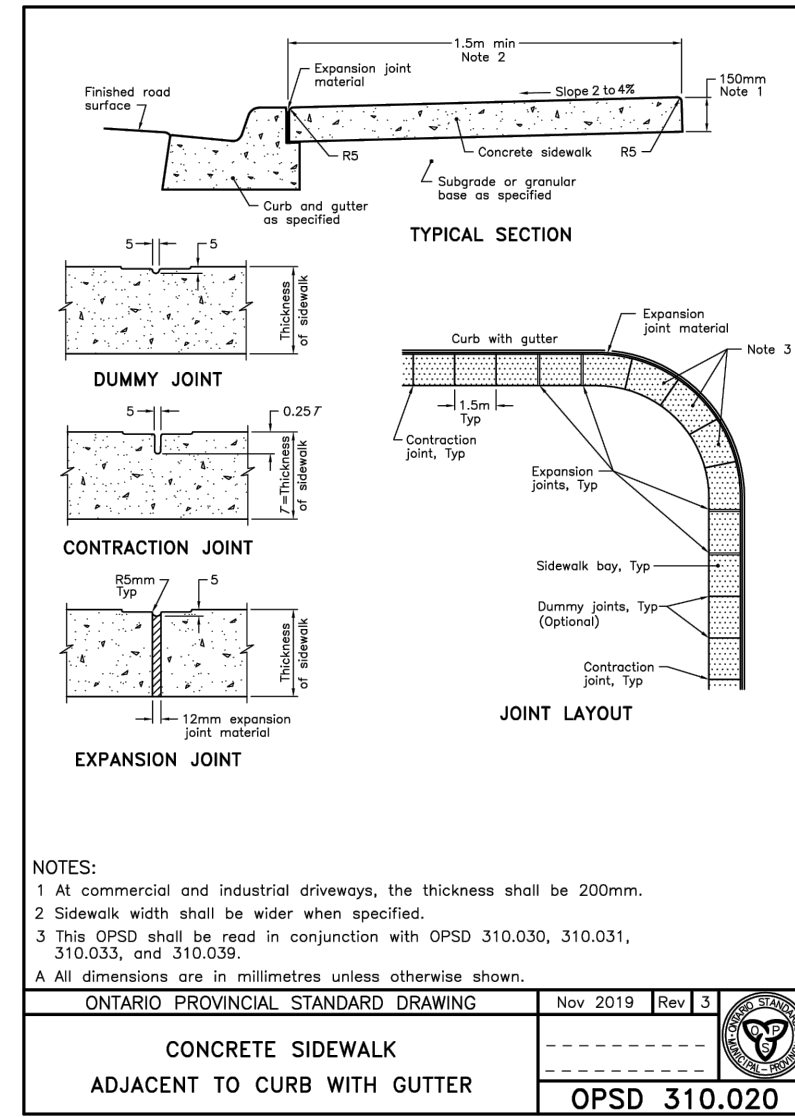 1.5m min
Note 2
Expansion joint
material
Finished road
surface
Slope 2 to 4%
150mm
Note 1
R5
Concrete sidewalk
R5
Subgrade or granular
base as specified
Curb and gutter
as specified
TYPICAL SECTION
5
5
Thickness
of sidewalk
DUMMY JOINT
5
0.25T
T=Thickness
of sidewalk
CONTRACTION JOINT
R5mm
Typ
5
Thickness
of sidewalk
12mm expansion
joint material
EXPANSION JOINT
Expansion
joint material
Curb with gutter
Note 3
1.5m
Typ
Contraction
joint, Typ
Expansion
joints, Typ
Sidewalk bay, Typ
Dummy joints, Typ
(Optional)
Contraction
joint, Typ
JOINT LAYOUT
NOTES:
1 At commercial and industrial driveways, the thickness shall be 200mm.
2 Sidewalk width shall be wider when specified.
3 This OPSD shall be read in conjunction with OPSD 310.030, 310.031,
310.033, and 310.039.
A All dimensions are in millimetres unless otherwise shown.
ONTARIO PROVINCIAL STANDARD DRAWING
Nov 2019 Rev 3
CONCRETE SIDEWALK
ADJACENT TO CURB WITH GUTTER
OPSD 310.020
OPS